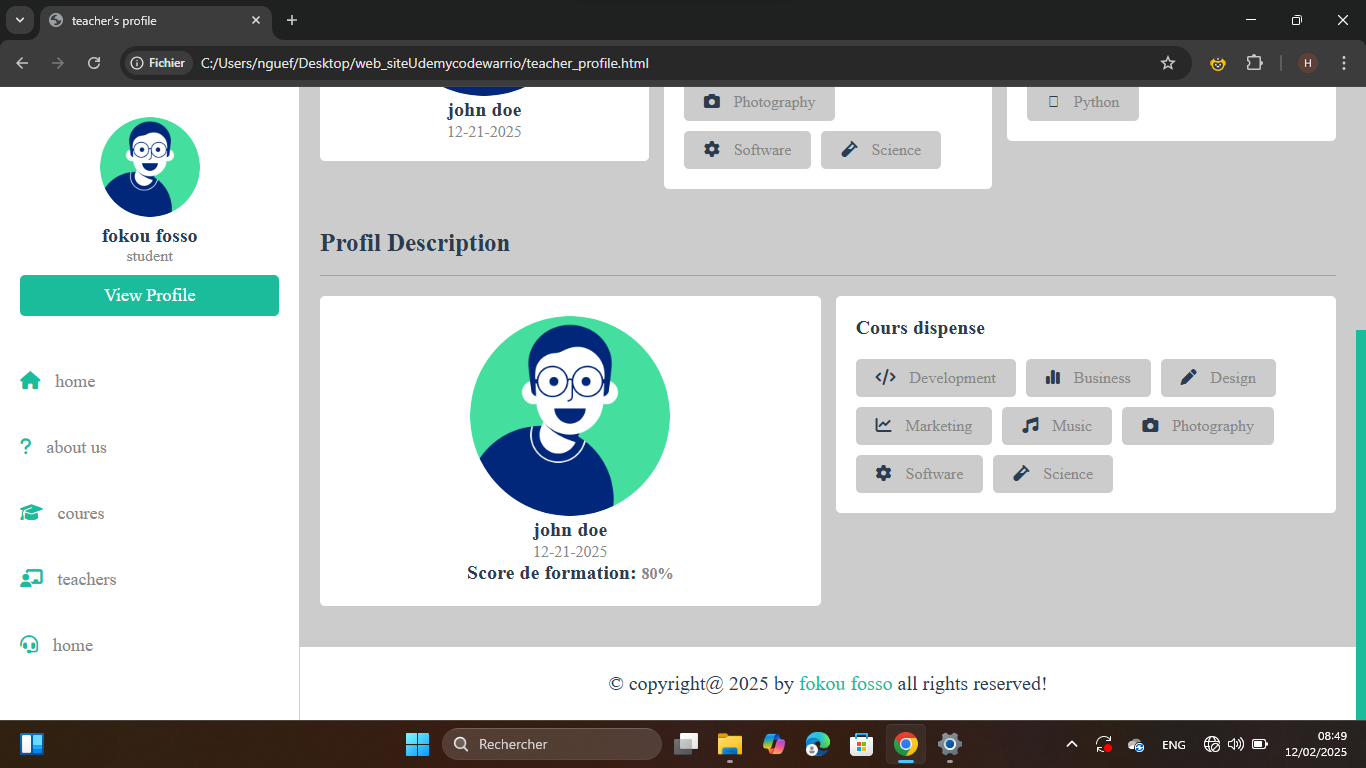 teacher's profile
Fichier C:/Users/nguef/Desktop/web_siteUdemycodewarrio/teacher_profile.html
H
fokou fosso
student
View Profile
home
about us
coures
teachers
home
john doe
12-21-2025
Photography
Software Science
Python
Profil Description
john doe
12-21-2025
Score de formation: 80%
Cours dispense
Development Business Design
Marketing Music Photography
Software Science
© copyright@ 2025 by fokou fosso all rights reserved!
Rechercher
ENG
08:49
12/02/2025